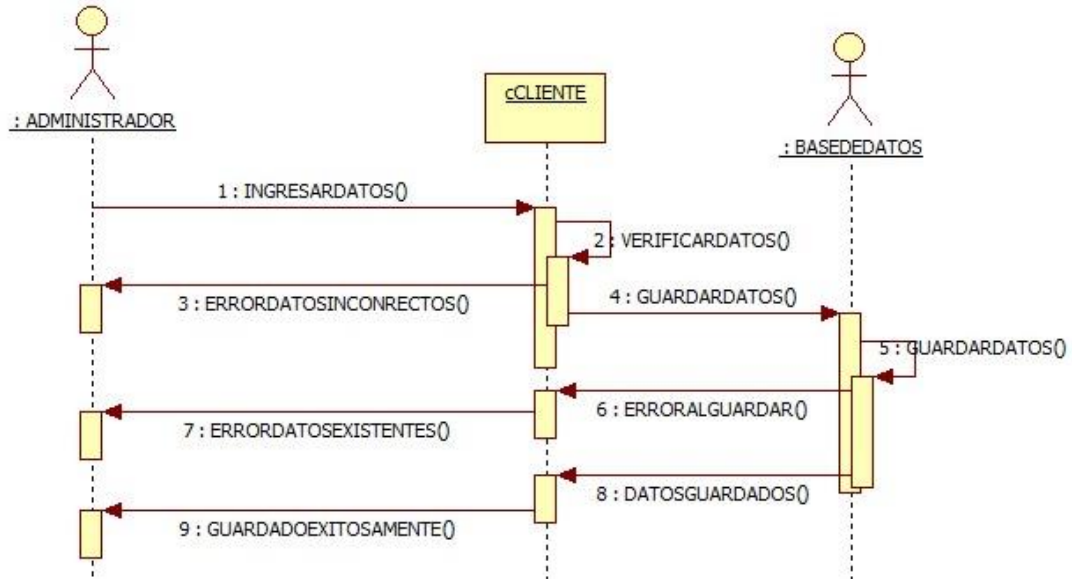 : ADMINISTRADOR
cCLIENTE
: BASEDEDATOS
1 : INGRESARDATOS()
2 : VERIFICARDATOS()
3 : ERRORDATOSINCONRECTOS()
4 : GUARDARDATOS()
5 : GUARDARDATOS()
6 : ERRORALGUARDAR()
7 : ERRORDATOSEXISTENTES()
8 : DATOSGUARDADOS()
9 : GUARDADOEXITOSAMENTE()